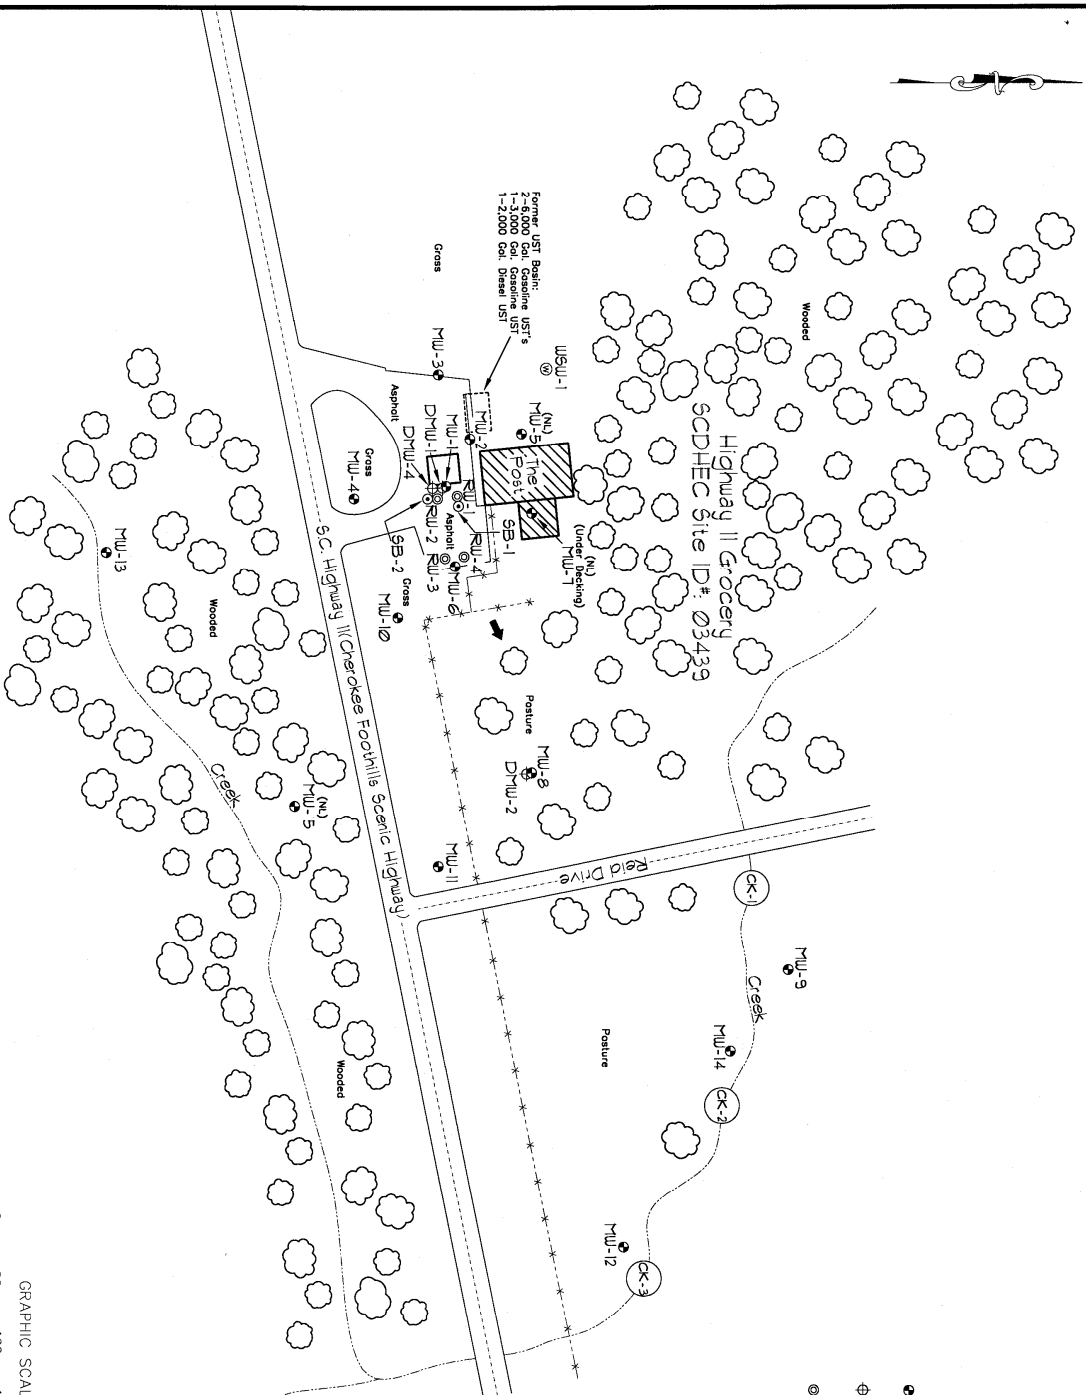 Highway 11 Grocery
SCDHEC Site ID#: 03439
Wooded
Former UST Basin:
2-6,000 Gal. Gasoline UST's
1-3,000 Gal. Gasoline UST
1-2,000 Gal. Diesel UST
WSW-1
(NL)
MW-5
The
Post
(NL)
(Under Decking)
MW-7
Grass
MW-3
Asphalt
MW-2
MW-1
DMW-1
DMW-4
RW-1
SB-1
RW-4
Asphalt
RW-2
SB-2
RW-3
MW-6
Grass
MW-10
Grass
MW-4
Pasture
MW-8
DMW-2
MW-11
Reid Drive
CK-1
Creek
MW-9
MW-14
CK-2
Pasture
MW-12
CK-3
S.C. Highway 11(Cherokee Foothills Scenic Highway)
MW-13
Wooded
Creek
(NL)
MW-5
Wooded
GRAPHIC SCAL